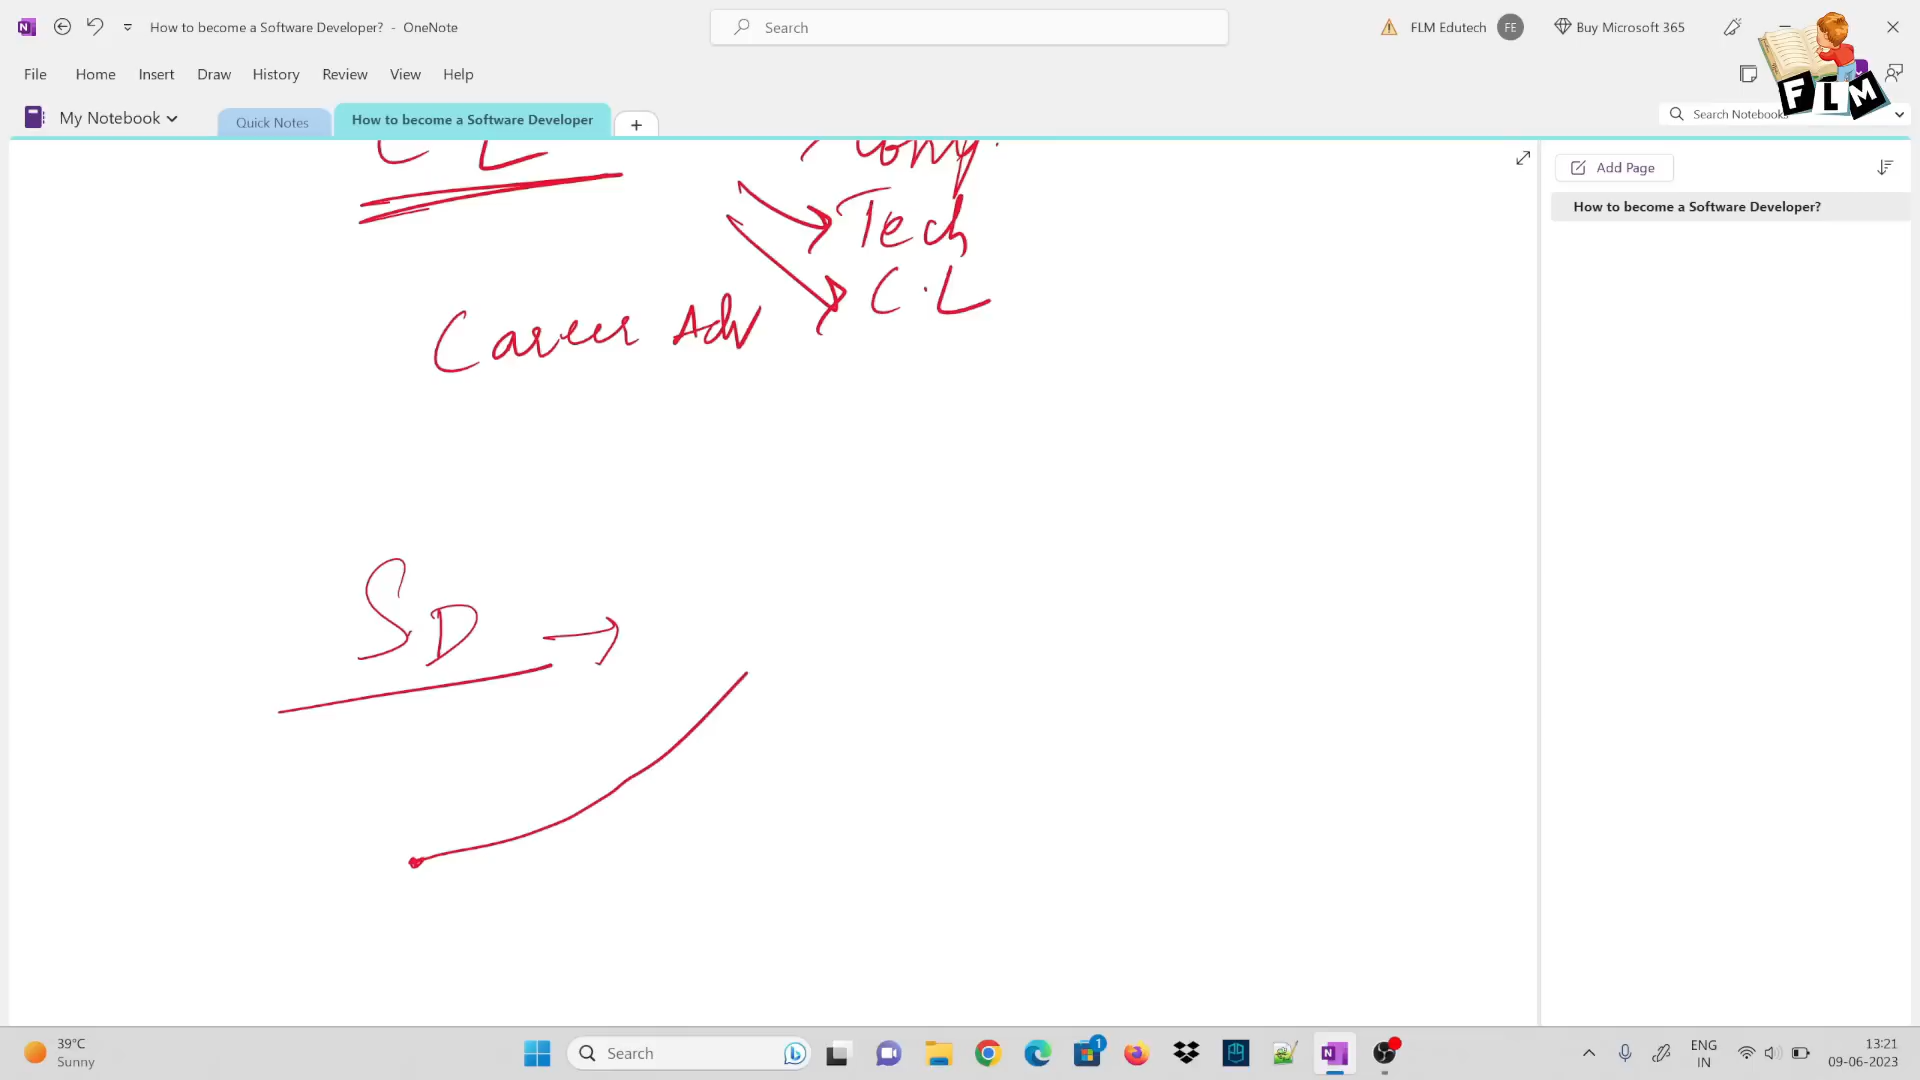 How to become a Software Developer? - OneNote
Search
FLM Edutech
FE
Buy Microsoft 365
File Home Insert Draw History Review View Help
FLM
My Notebook
Quick Notes
How to become a Software Developer
+
Search Notebooks
C L
Tech
C.L
Career Adv
SD →
Add Page
How to become a Software Developer?
39°C
Sunny
Search
1
ENG
IN
13:21
09-06-2023